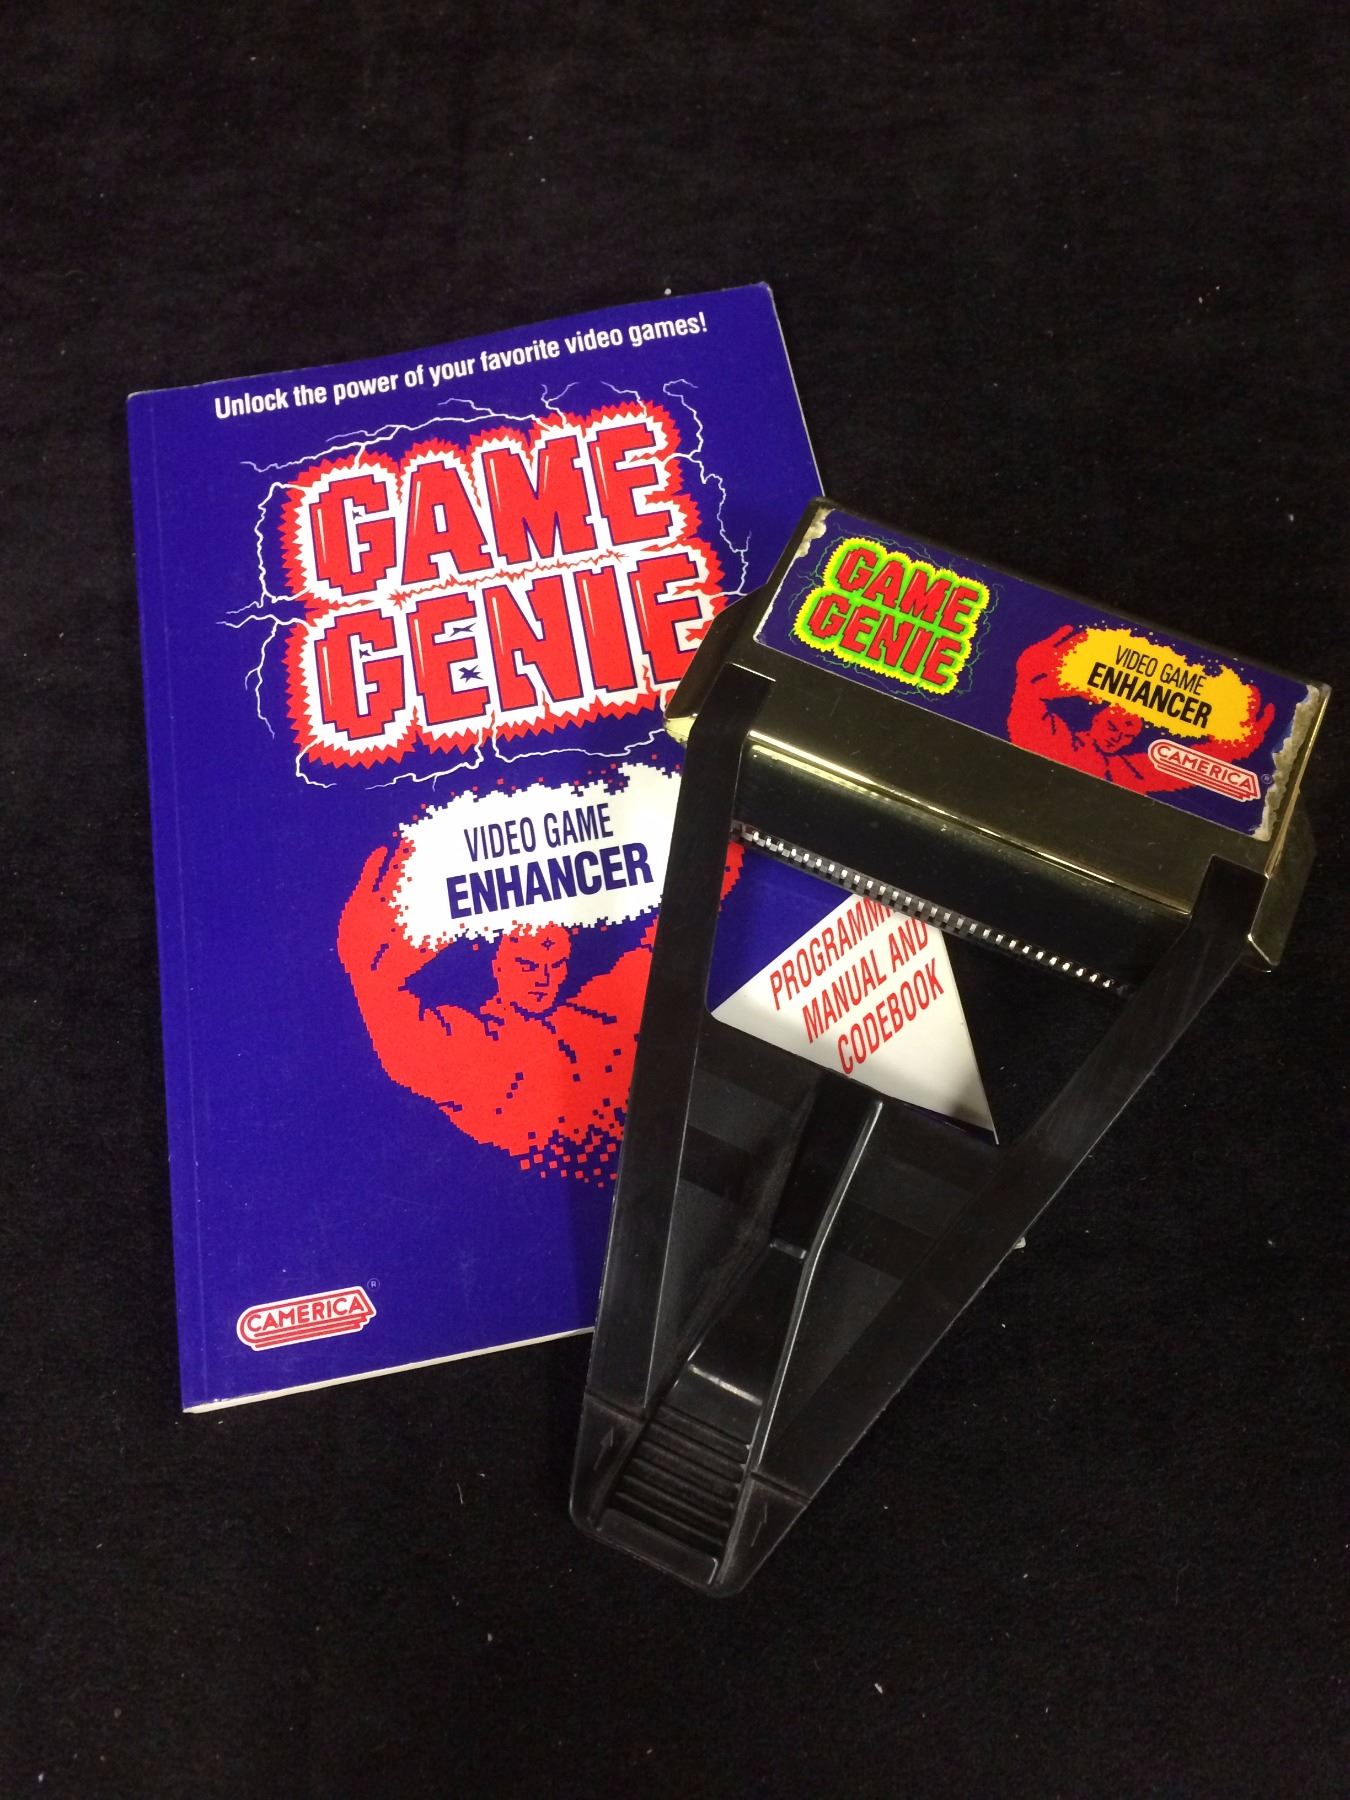 Unlock the power of your favorite video games!
GAME
GENIE
VIDEO GAME
ENHANCER
CAMERICA
®
GAME
GENIE
VIDEO GAME
ENHANCER
CAMERICA
®
MANUAL AND
CODEBOOK